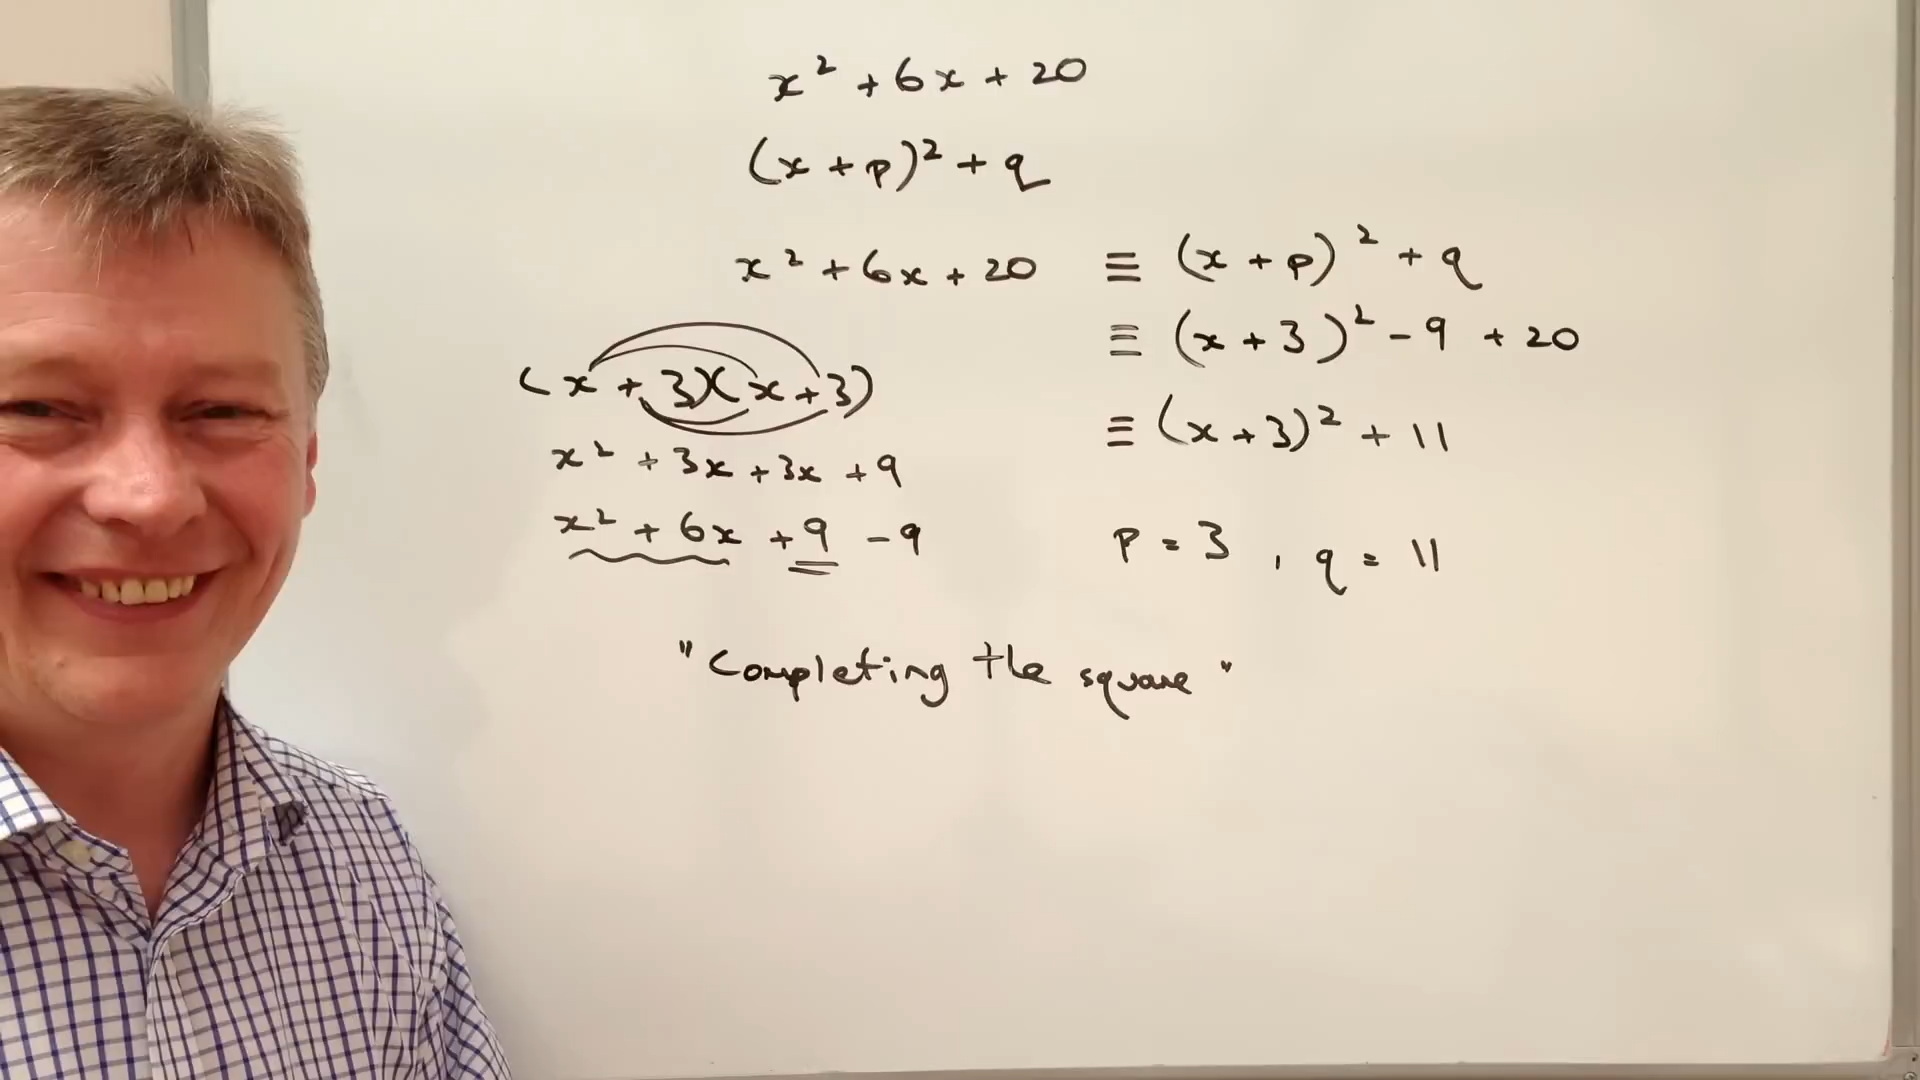 x² + 6x + 20
(x + p)² + q
x² + 6x + 20 ≡ (x + p)² + q
≡ (x + 3)² - 9 + 20
(x + 3)(x + 3)
≡ (x + 3)² + 11
x² + 3x + 3x + 9
x² + 6x + 9 - 9
p = 3, q = 11
"Completing the square"